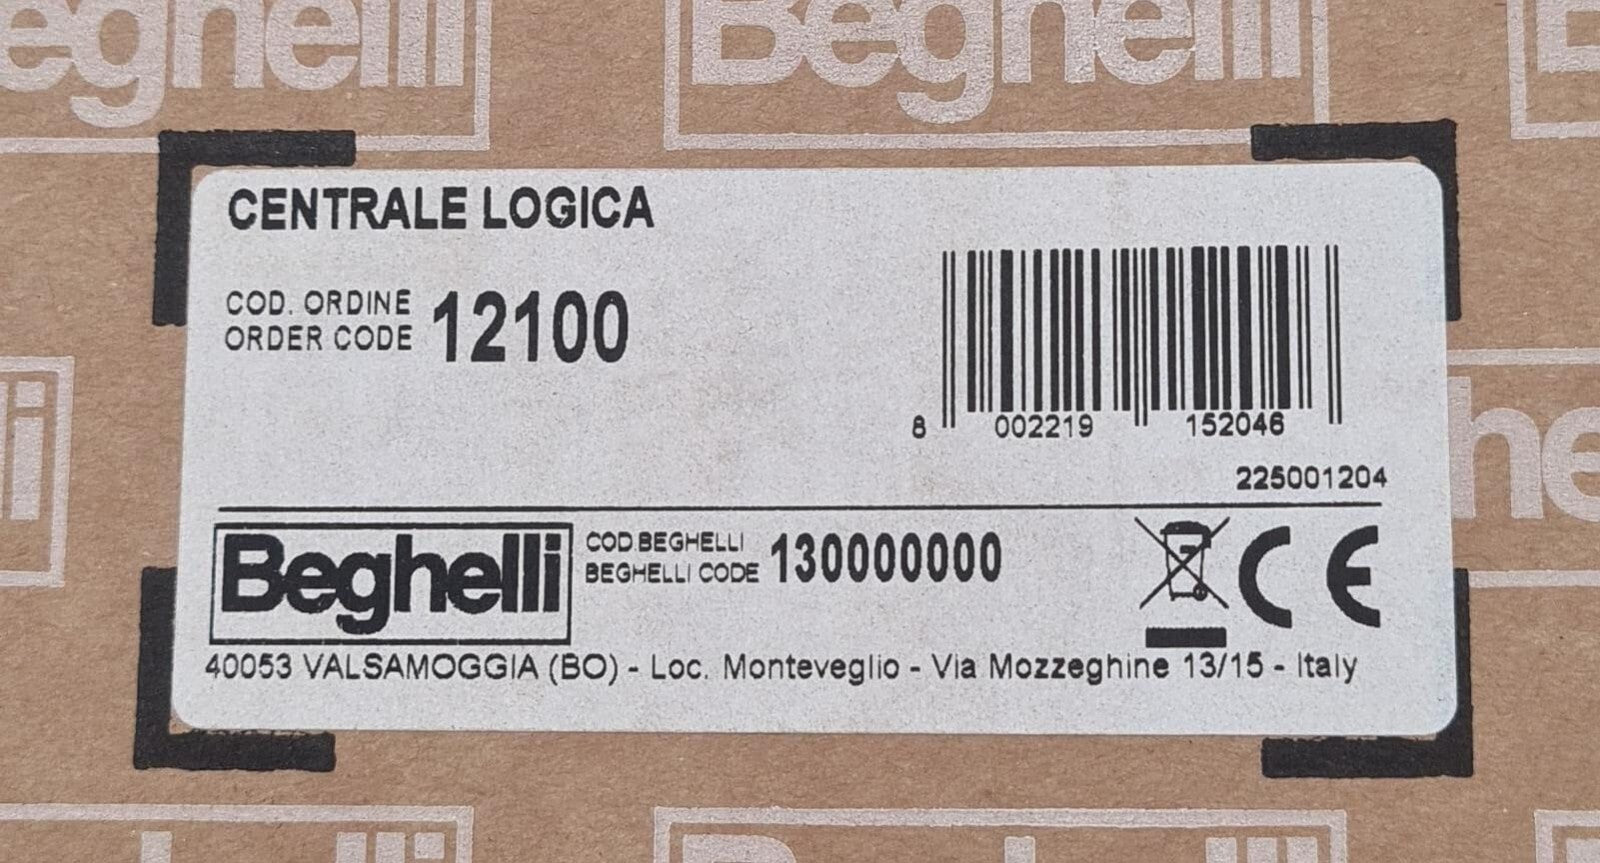 Beghelli
CENTRALE LOGICA
COD. ORDINE
ORDER CODE
12100
8 002219 152046
225001204
Beghelli
COD.BEGHELLI
BEGHELLI CODE
130000000
CE
40053 VALSAMOGGIA (BO) - Loc. Monteveglio - Via Mozzeghine 13/15 - Italy